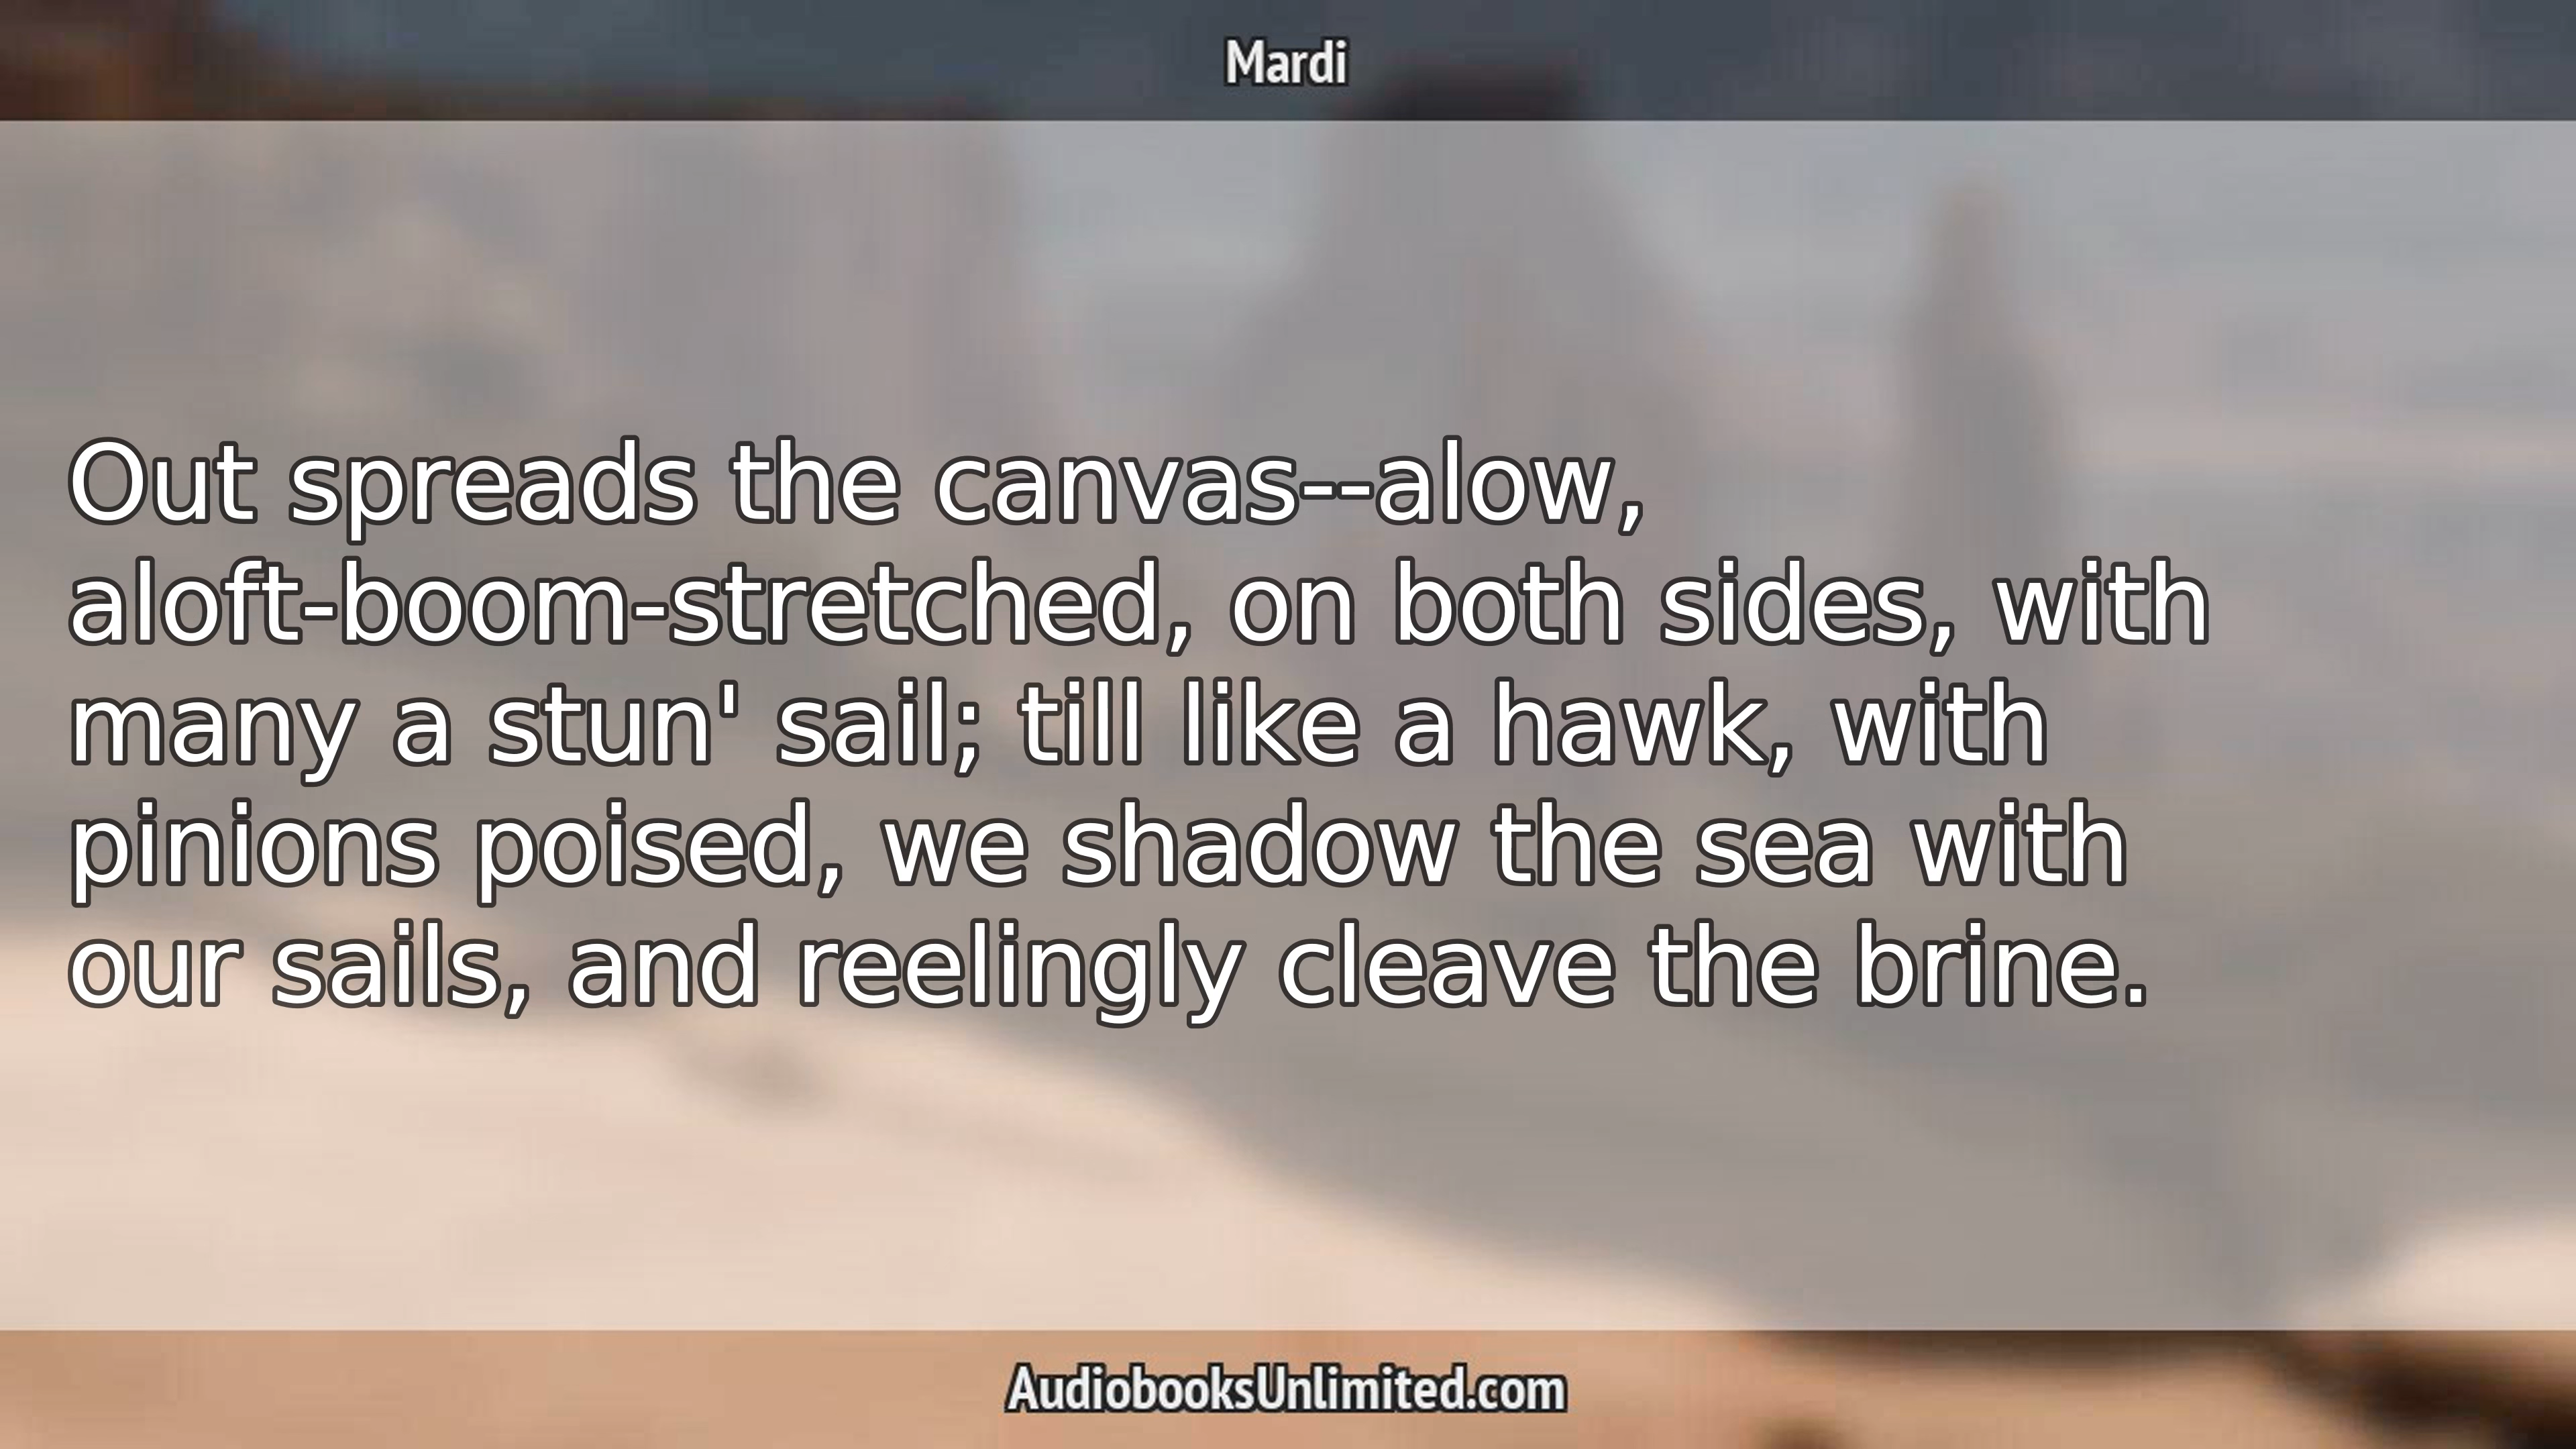 Mardi
Out spreads the canvas--alow,
aloft-boom-stretched, on both sides, with
many a stun' sail; till like a hawk, with
pinions poised, we shadow the sea with
our sails, and reelingly cleave the brine.
AudiobooksUnlimited.com